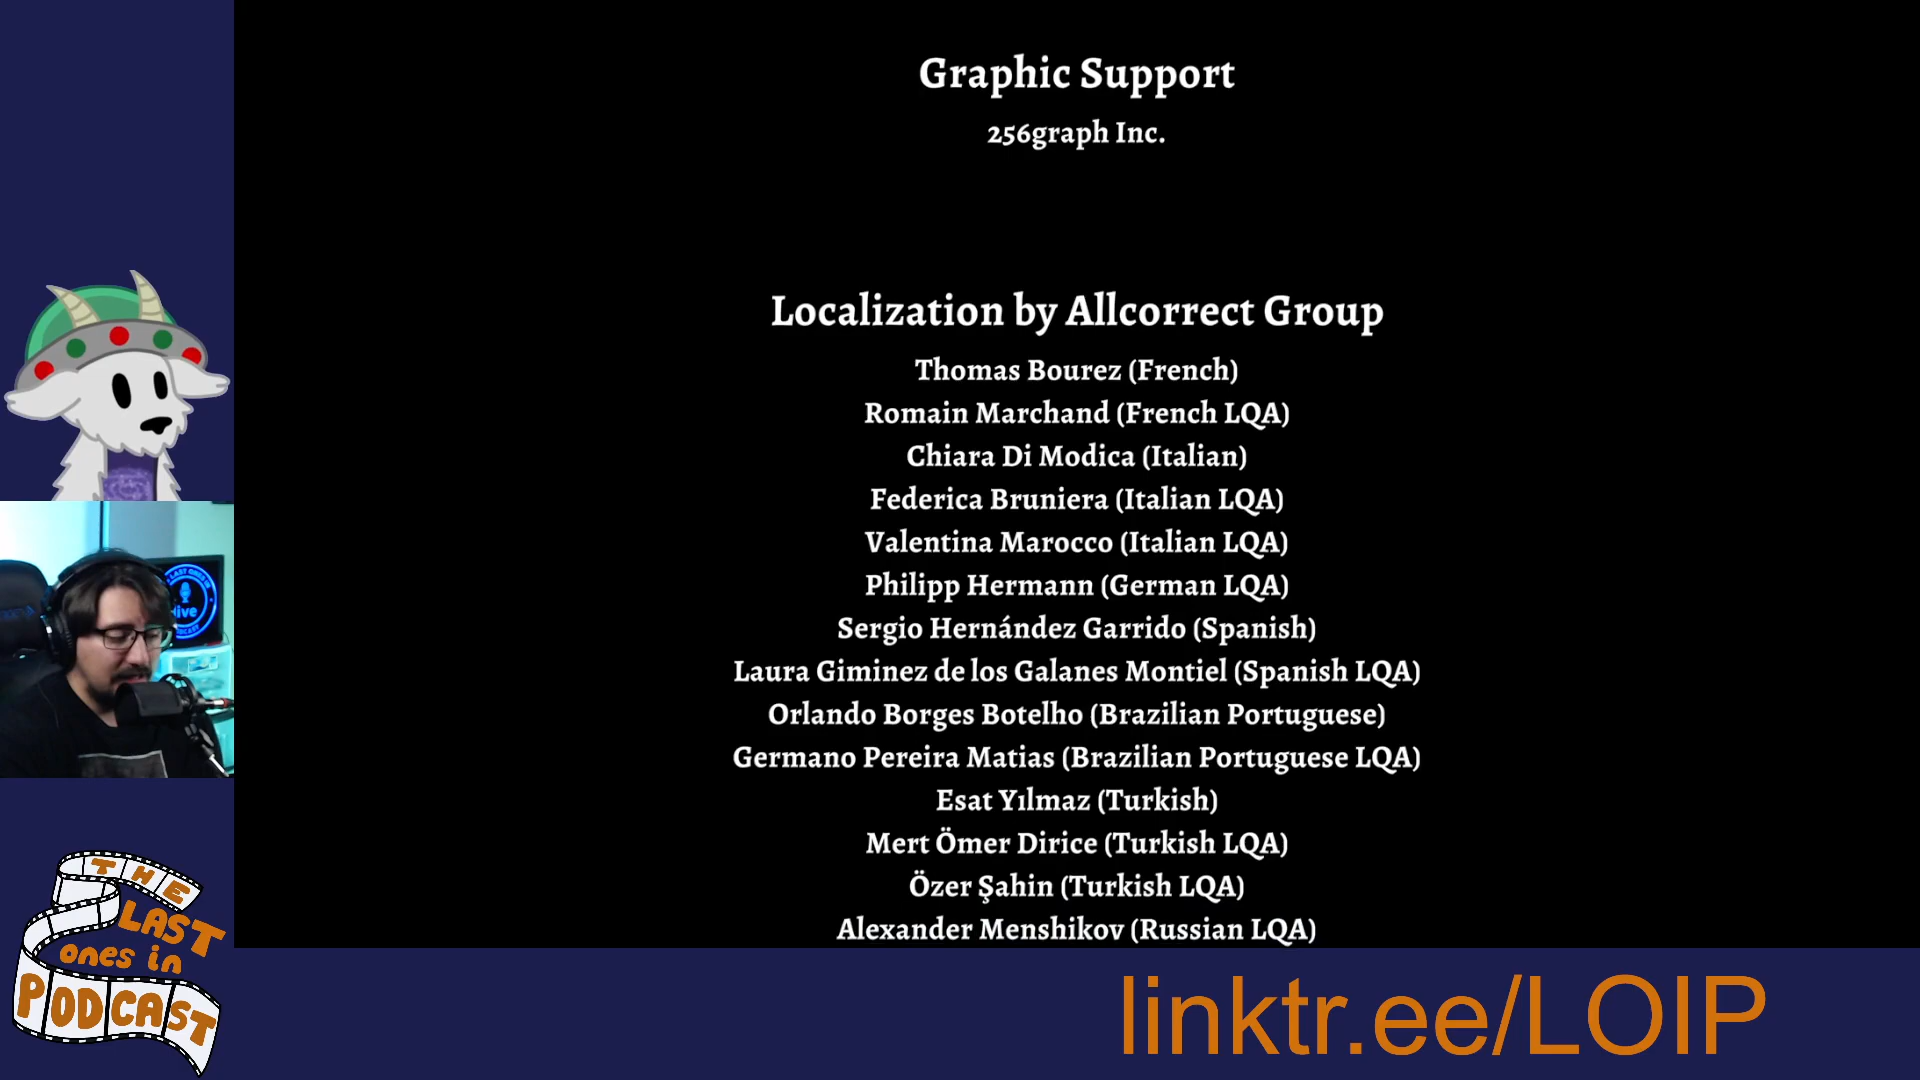 Graphic Support
256graph Inc.
Localization by Allcorrect Group
Thomas Bourez (French)
Romain Marchand (French LQA)
Chiara Di Modica (Italian)
Federica Bruniera (Italian LQA)
Valentina Marocco (Italian LQA)
Philipp Hermann (German LQA)
Sergio Hernández Garrido (Spanish)
Laura Giminez de los Galanes Montiel (Spanish LQA)
Orlando Borges Botelho (Brazilian Portuguese)
Germano Pereira Matias (Brazilian Portuguese LQA)
Esat Yılmaz (Turkish)
Mert Ömer Dirice (Turkish LQA)
Özer Şahin (Turkish LQA)
Alexander Menshikov (Russian LQA)
LAST ONES IN
live
THE
LAST
ones in
PODCAST
linktr.ee/LOIP